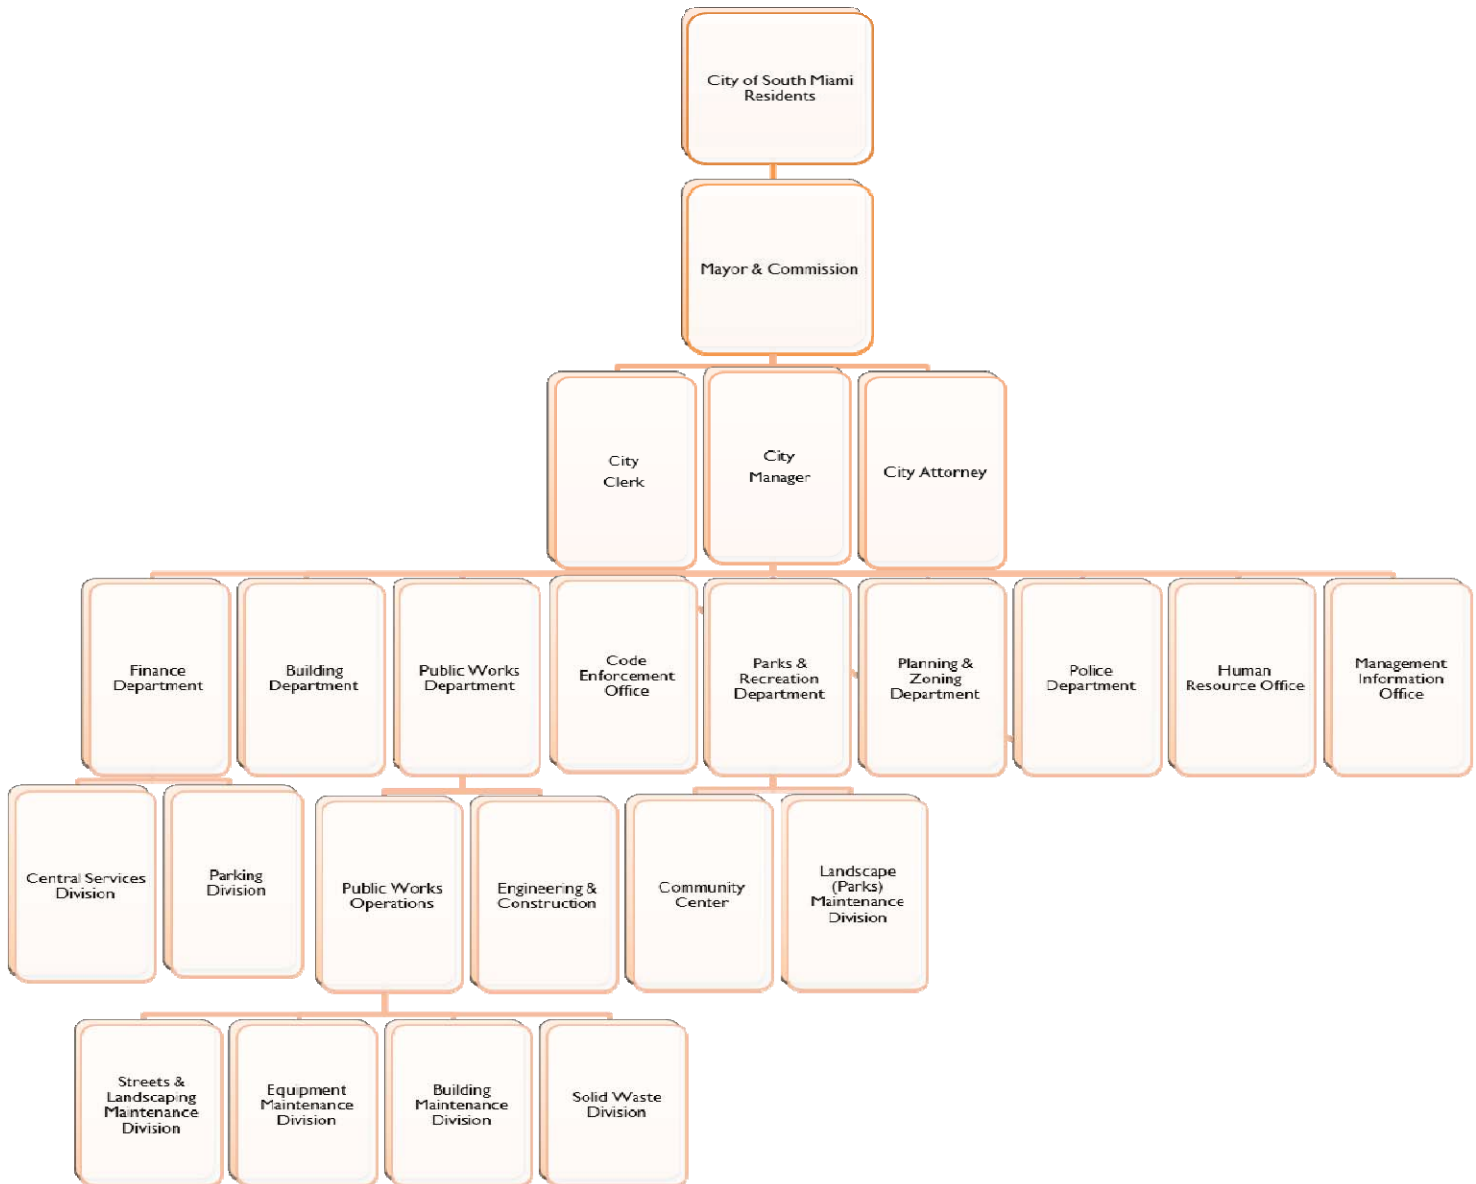 City of South Miami
Residents
Mayor & Commission
City
Clerk
City
Manager
City Attorney
Finance
Department
Building
Department
Public Works
Department
Code
Enforcement
Office
Parks &
Recreation
Department
Planning &
Zoning
Department
Police
Department
Human
Resource Office
Management
Information
Office
Central Services
Division
Parking
Division
Public Works
Operations
Engineering &
Construction
Community
Center
Landscape
(Parks)
Maintenance
Division
Streets &
Landscaping
Maintenance
Division
Equipment
Maintenance
Division
Building
Maintenance
Division
Solid Waste
Division